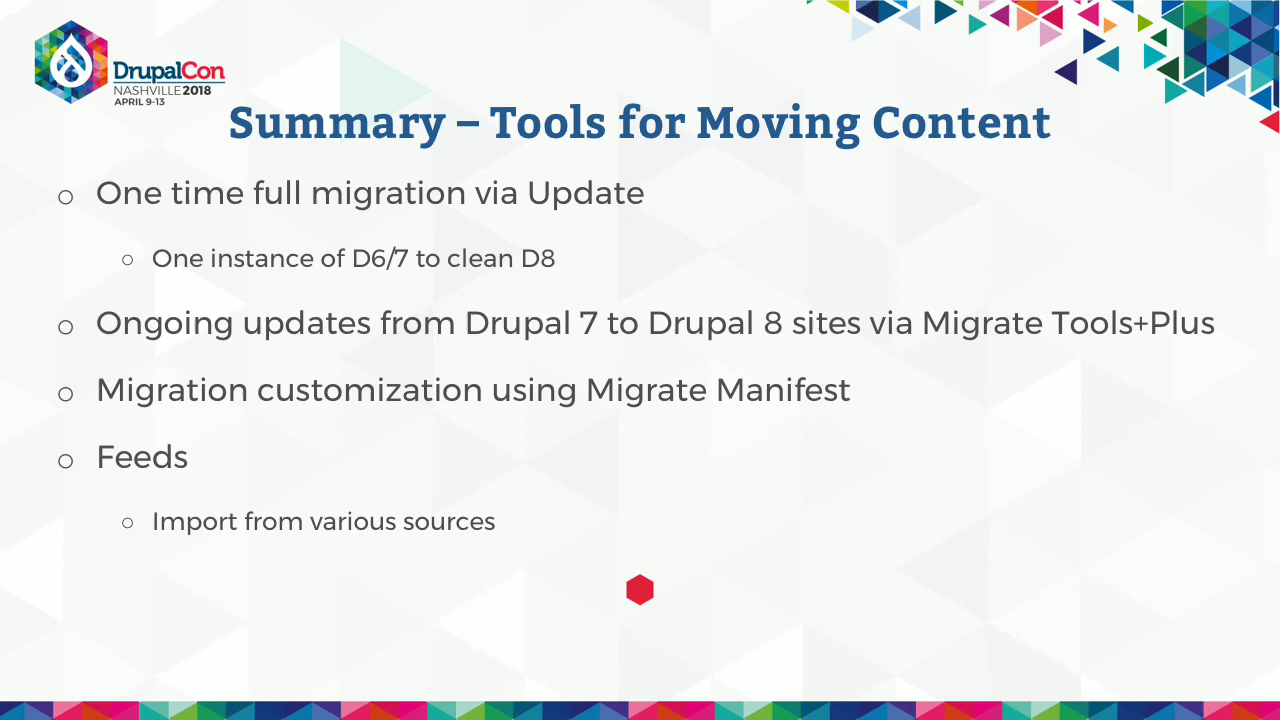 DrupalCon
NASHVILLE 2018
APRIL 9-13
Summary – Tools for Moving Content
One time full migration via Update
One instance of D6/7 to clean D8
Ongoing updates from Drupal 7 to Drupal 8 sites via Migrate Tools+Plus
Migration customization using Migrate Manifest
Feeds
Import from various sources